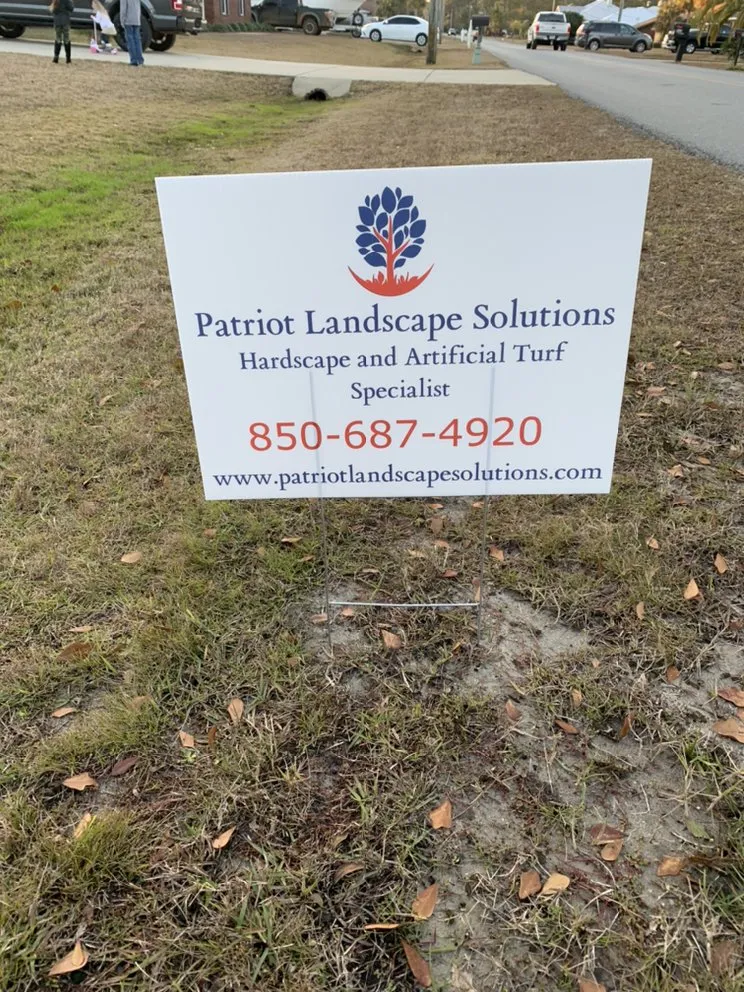 Patriot Landscape Solutions
Hardscape and Artificial Turf
Specialist
850-687-4920
www.patriotlandscapesolutions.com